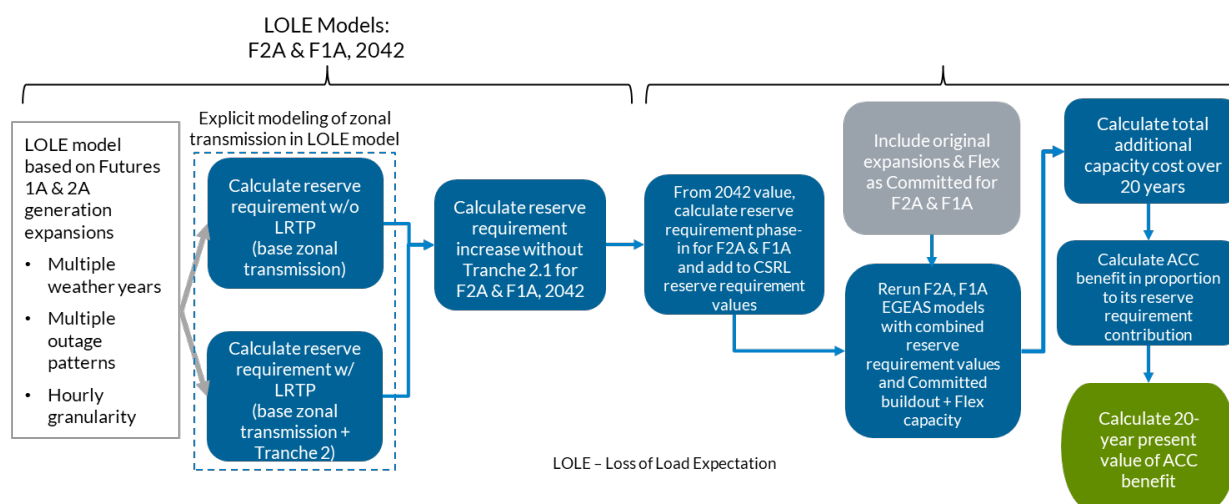 LOLE Models:
F2A & F1A, 2042
LOLE model
based on Futures
1A & 2A
generation
expansions
• Multiple
weather years
• Multiple
outage
patterns
• Hourly
granularity
Explicit modeling of zonal
transmission in LOLE model
Calculate reserve
requirement w/o
LRTP
(base zonal
transmission)
Calculate reserve
requirement w/
LRTP
(base zonal
transmission +
Tranche 2)
Calculate reserve
requirement
increase without
Tranche 2.1 for
F2A & F1A, 2042
From 2042 value,
calculate reserve
requirement phase-
in for F2A & F1A
and add to CSRL
reserve requirement
values
Include original
expansions & Flex
as Committed for
F2A & F1A
Rerun F2A, F1A
EGEAS models
with combined
reserve
requirement values
and Committed
buildout + Flex
capacity
Calculate total
additional
capacity cost over
20 years
Calculate ACC
benefit in proportion
to its reserve
requirement
contribution
Calculate 20-
year present
value of ACC
benefit
LOLE – Loss of Load Expectation